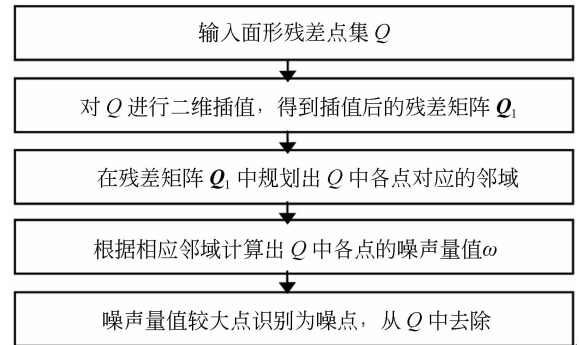 输入面形残差点集 Q
对 Q 进行二维插值，得到插值后的残差矩阵 Q₁
在残差矩阵 Q₁ 中规划出 Q 中各点对应的邻域
根据相应邻域计算出 Q 中各点的噪声量值ω
噪声量值较大点识别为噪点，从 Q 中去除